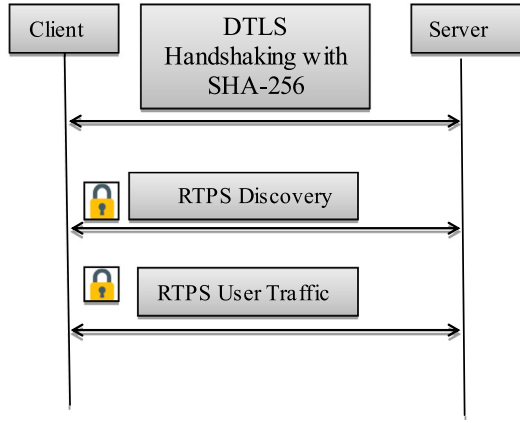 Client
DTLS
Handshaking with
SHA-256
Server
RTPS Discovery
RTPS User Traffic